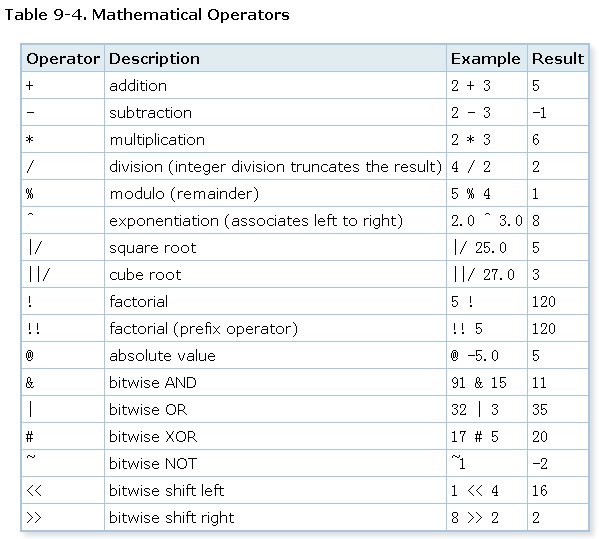 Table 9-4. Mathematical Operators
Operator Description Example Result
+ addition 2 + 3 5
- subtraction 2 - 3 -1
* multiplication 2 * 3 6
/ division (integer division truncates the result) 4 / 2 2
% modulo (remainder) 5 % 4 1
^ exponentiation (associates left to right) 2.0 ^ 3.0 8
|/ square root |/ 25.0 5
||/ cube root ||/ 27.0 3
! factorial 5 ! 120
!! factorial (prefix operator) !! 5 120
@ absolute value @ -5.0 5
& bitwise AND 91 & 15 11
| bitwise OR 32 | 3 35
# bitwise XOR 17 # 5 20
~ bitwise NOT ~1 -2
<< bitwise shift left 1 << 4 16
>> bitwise shift right 8 >> 2 2